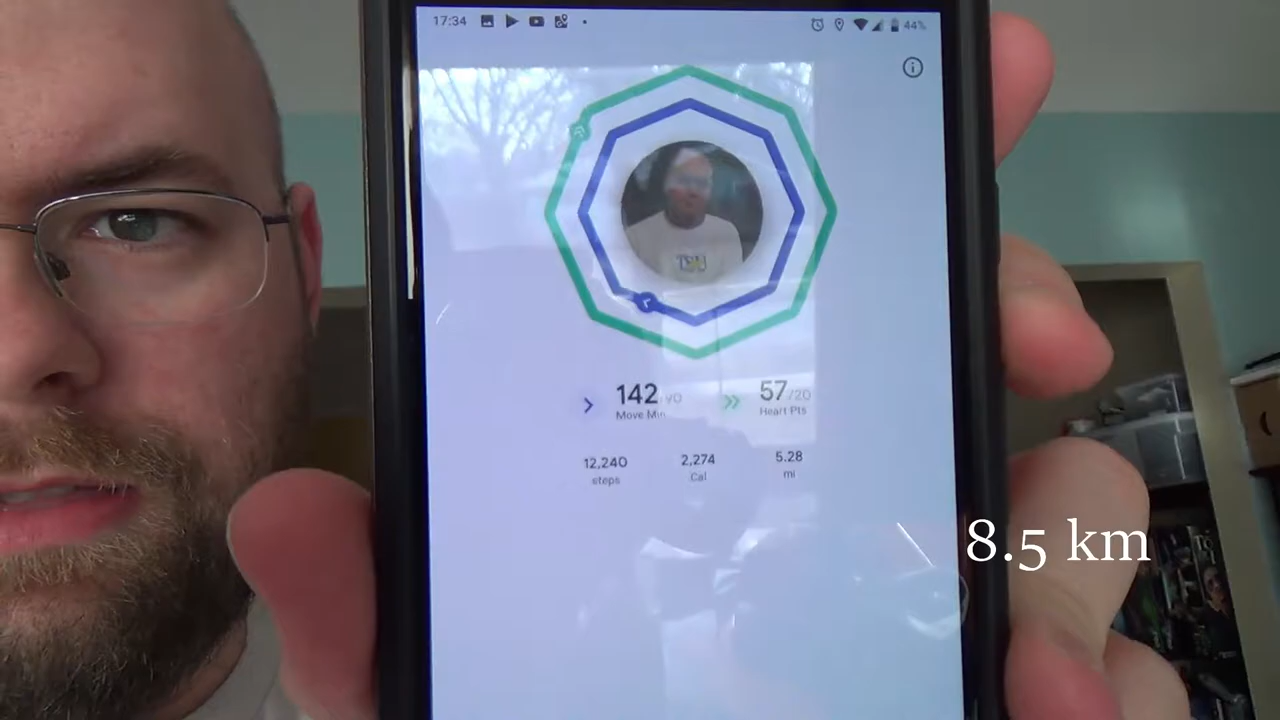 17:34
44%
142/90
57/20
Move Min
Heart Pts
12,240
2,274
5.28
steps
Cal
mi
8.5 km